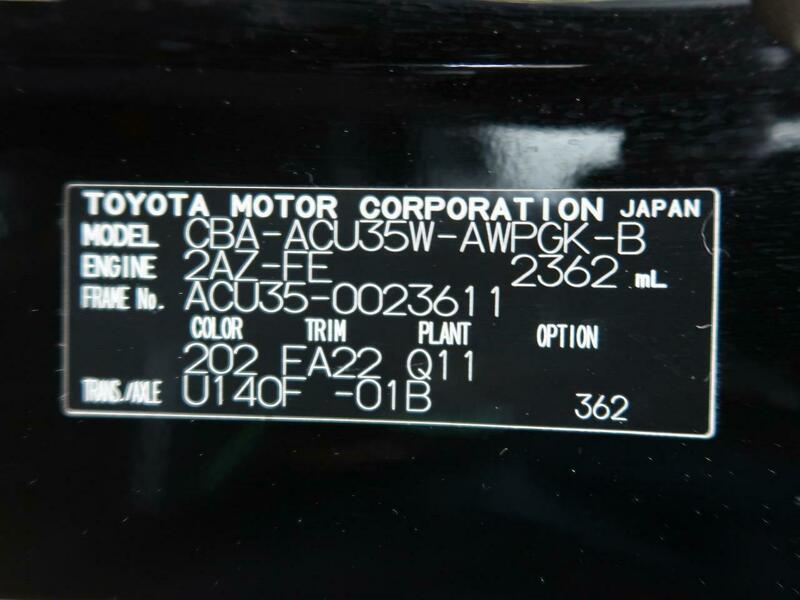 TOYOTA MOTOR CORPORATION JAPAN
MODEL CBA-ACU35W-AWPGK-B
ENGINE 2AZ-FE 2362 mL
FRAME No. ACU35-0023611
COLOR TRIM PLANT OPTION
202 FA22 Q11
TRANS./AXLE U140F -01B 362